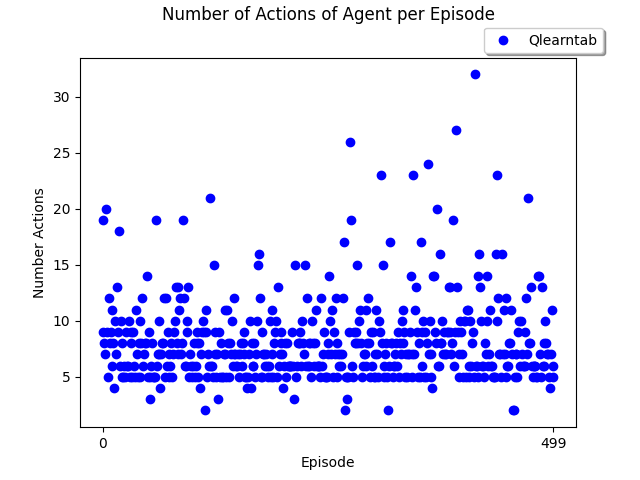 Number of Actions of Agent per Episode
Qlearntab
30
25
20
15
10
5
Number Actions
0
499
Episode